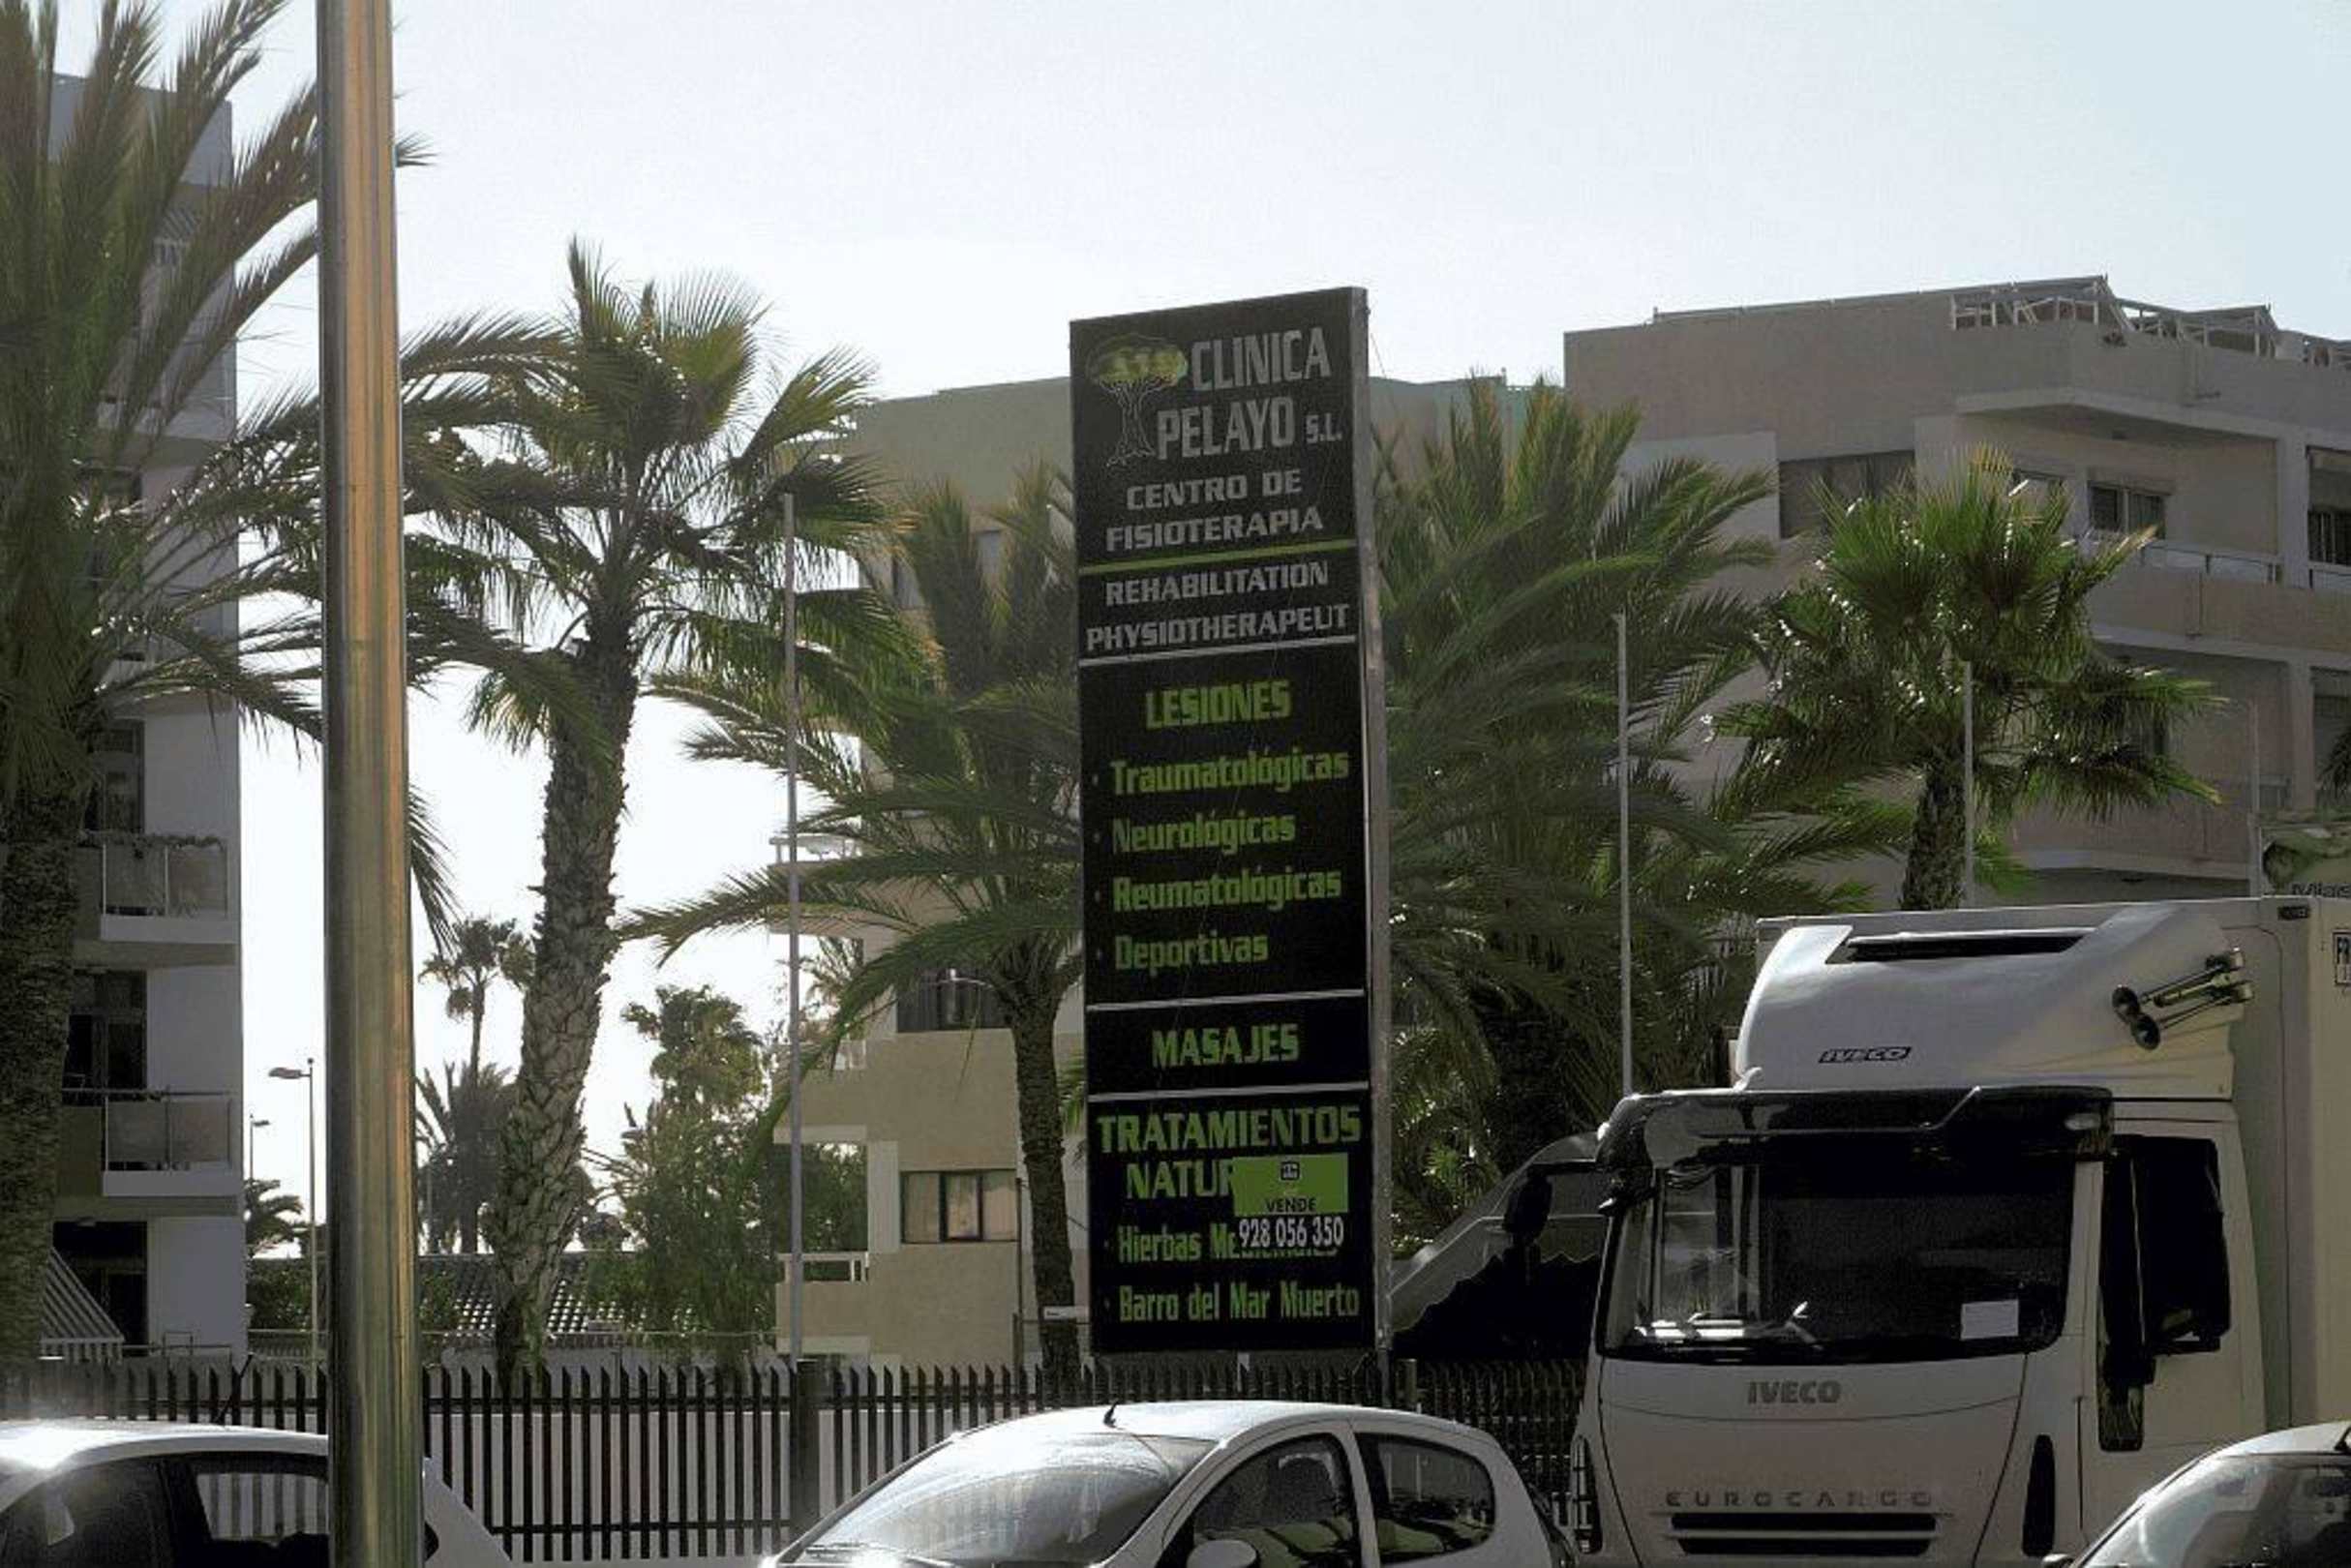 CLINICA
PELAYO S.L.
CENTRO DE
FISIOTERAPIA
REHABILITATION
PHYSIOTHERAPEUT
LESIONES
· Traumatológicas
· Neurológicas
· Reumatológicas
· Deportivas
MASAJES
TRATAMIENTOS
NATUR
VENDE
· Hierbas
928 056 350
· Barro del Mar Muerto
IVECO
IVECO
EUROCARGO